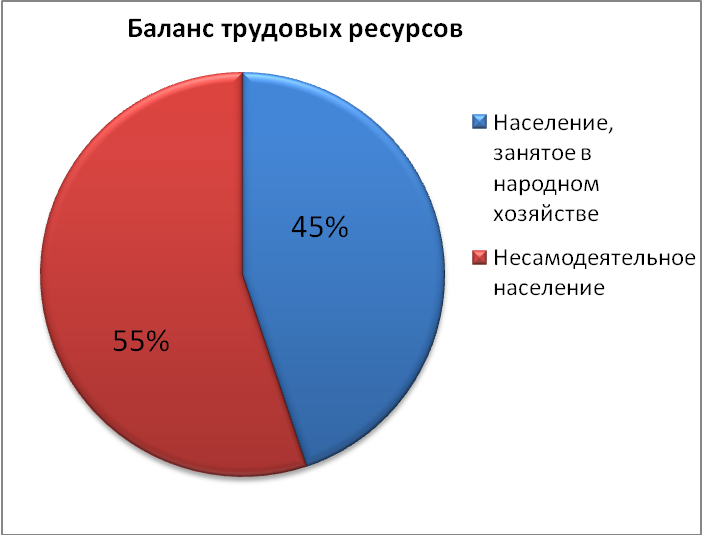 Баланс трудовых ресурсов
45%
55%
Население,
занятое в
народном
хозяйстве
Несамодеятельное
население